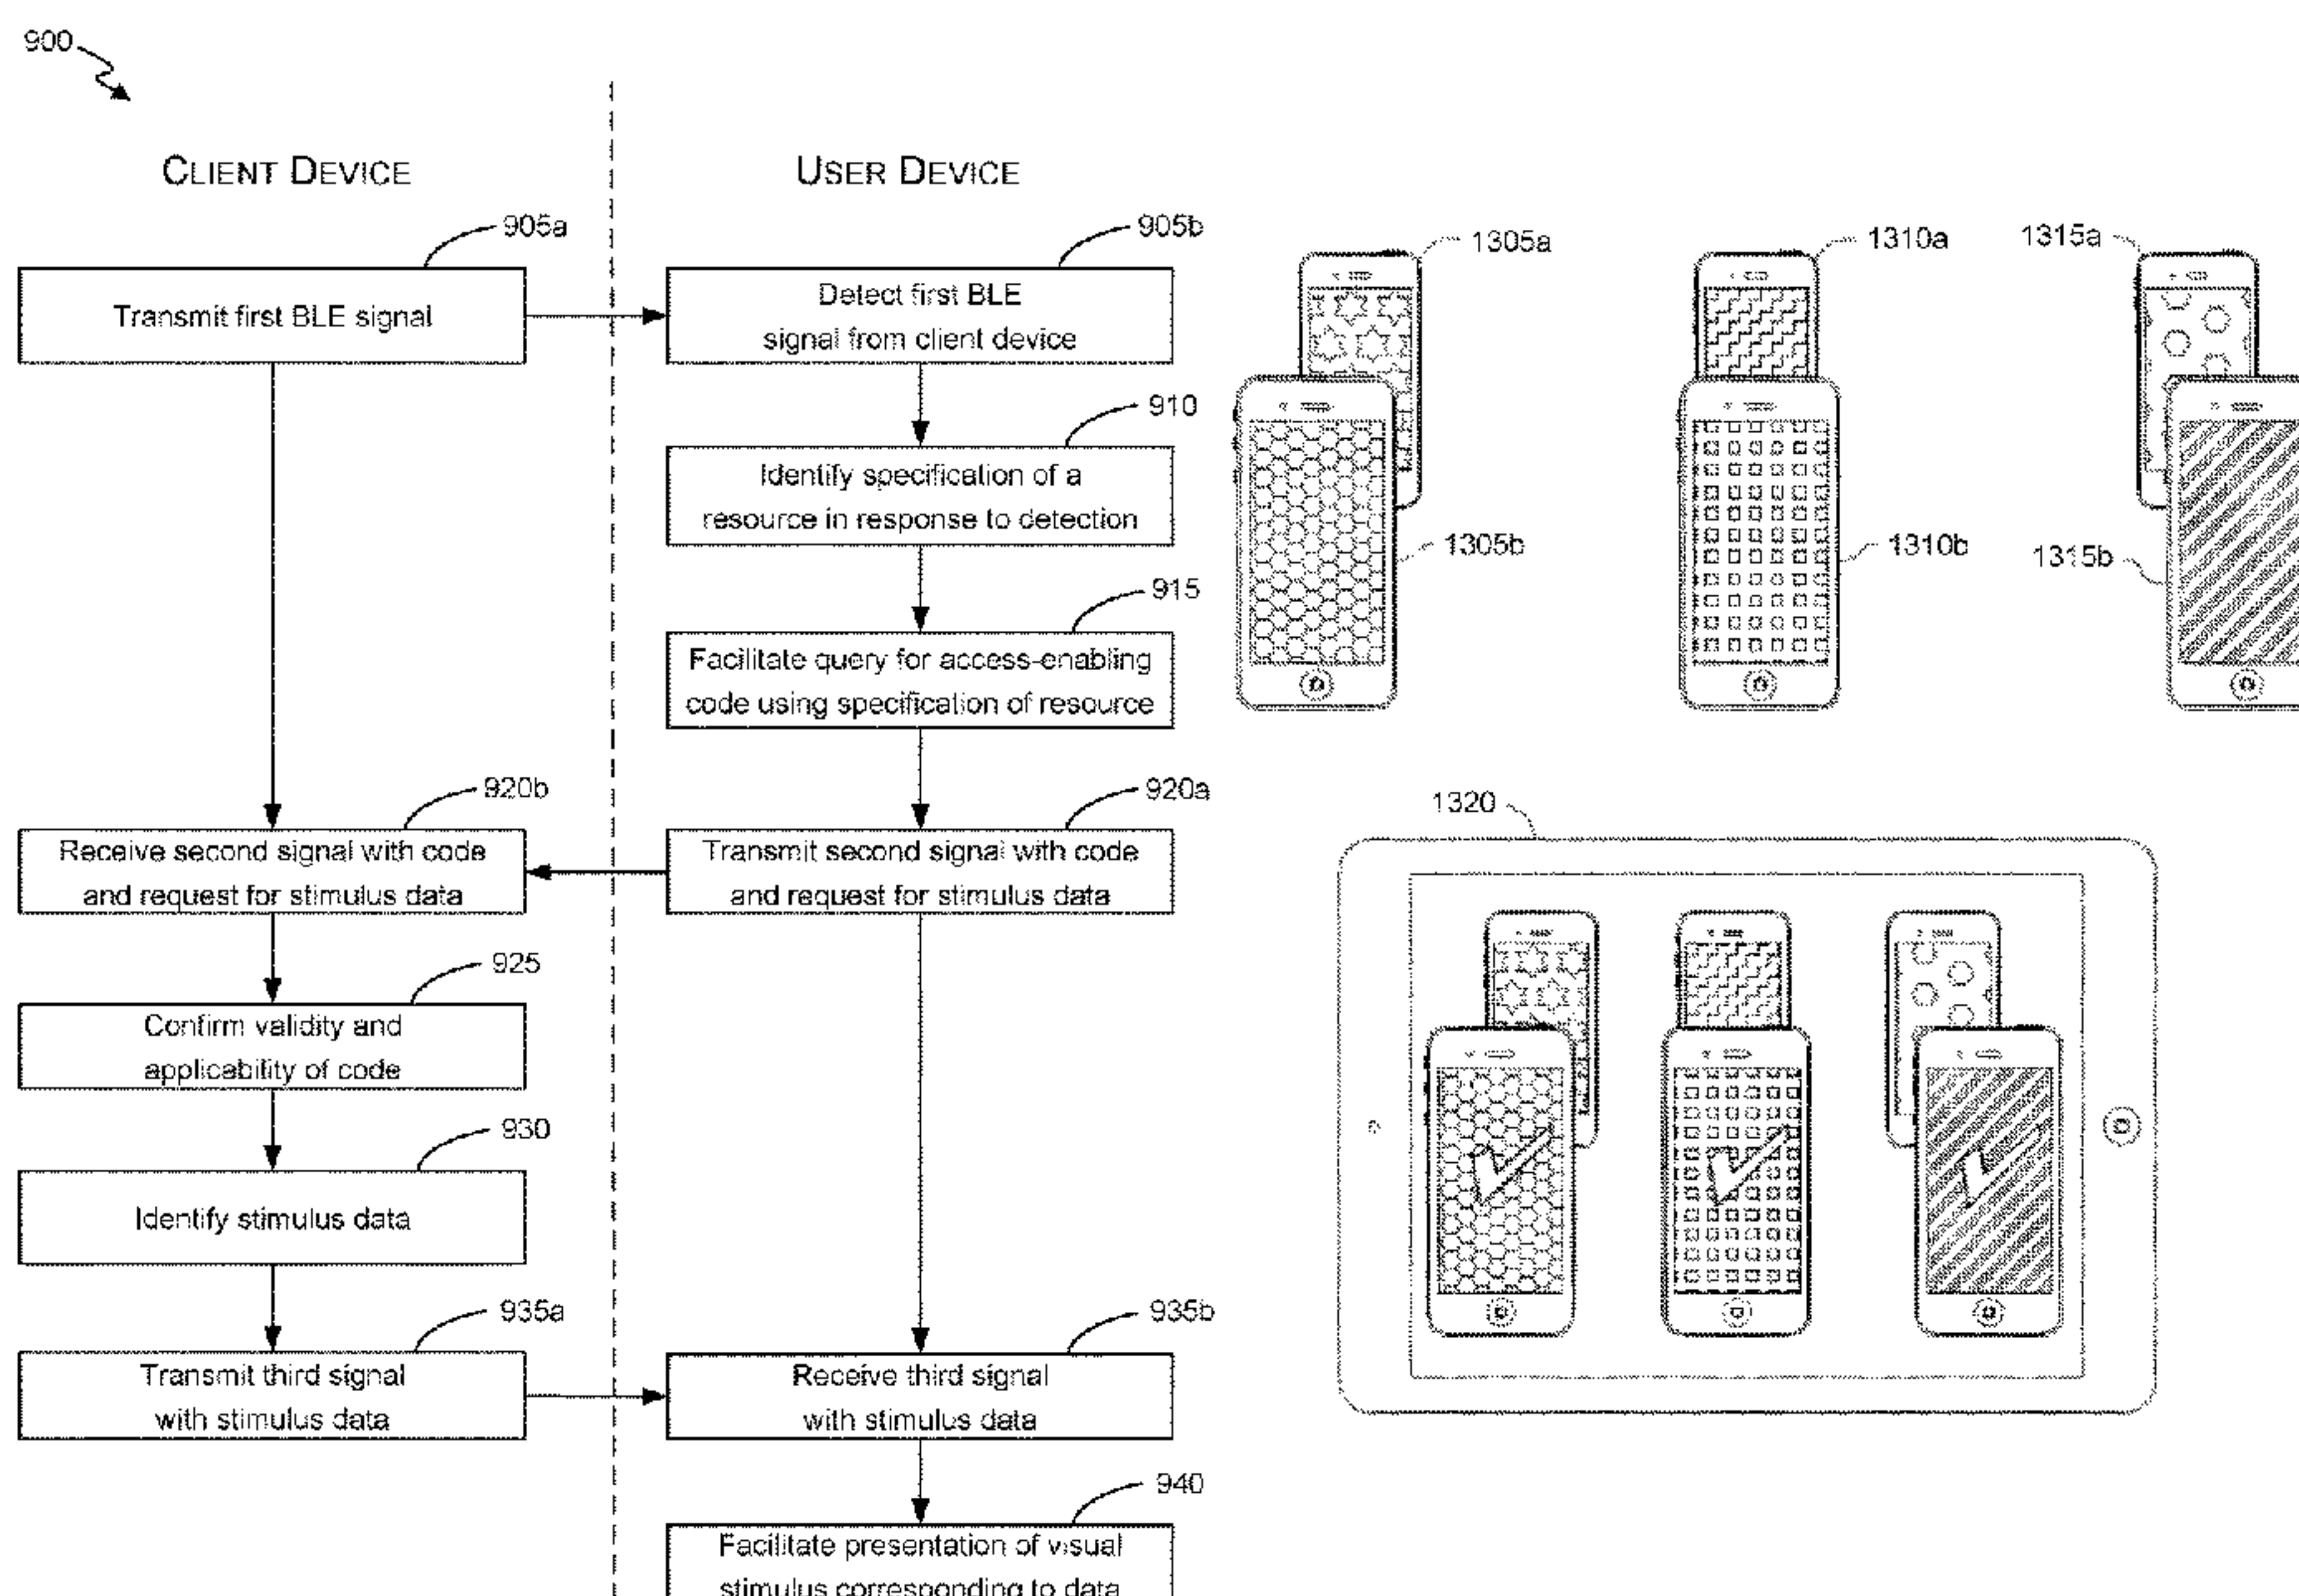 900
CLIENT DEVICE
USER DEVICE
905a
905b
Transmit first BLE signal
Detect first BLE
signal from client device
910
Identify specification of a
resource in response to detection
915
Facilitate query for access-enabling
code using specification of resource
920b
920a
Receive second signal with code
and request for stimulus data
Transmit second signal with code
and request for stimulus data
925
Confirm validity and
applicability of code
930
Identify stimulus data
935a
935b
Transmit third signal
with stimulus data
Receive third signal
with stimulus data
940
Facilitate presentation of visual
stimulus corresponding to data
1305a
1310a
1315a
1305b
1310b
1315b
1320